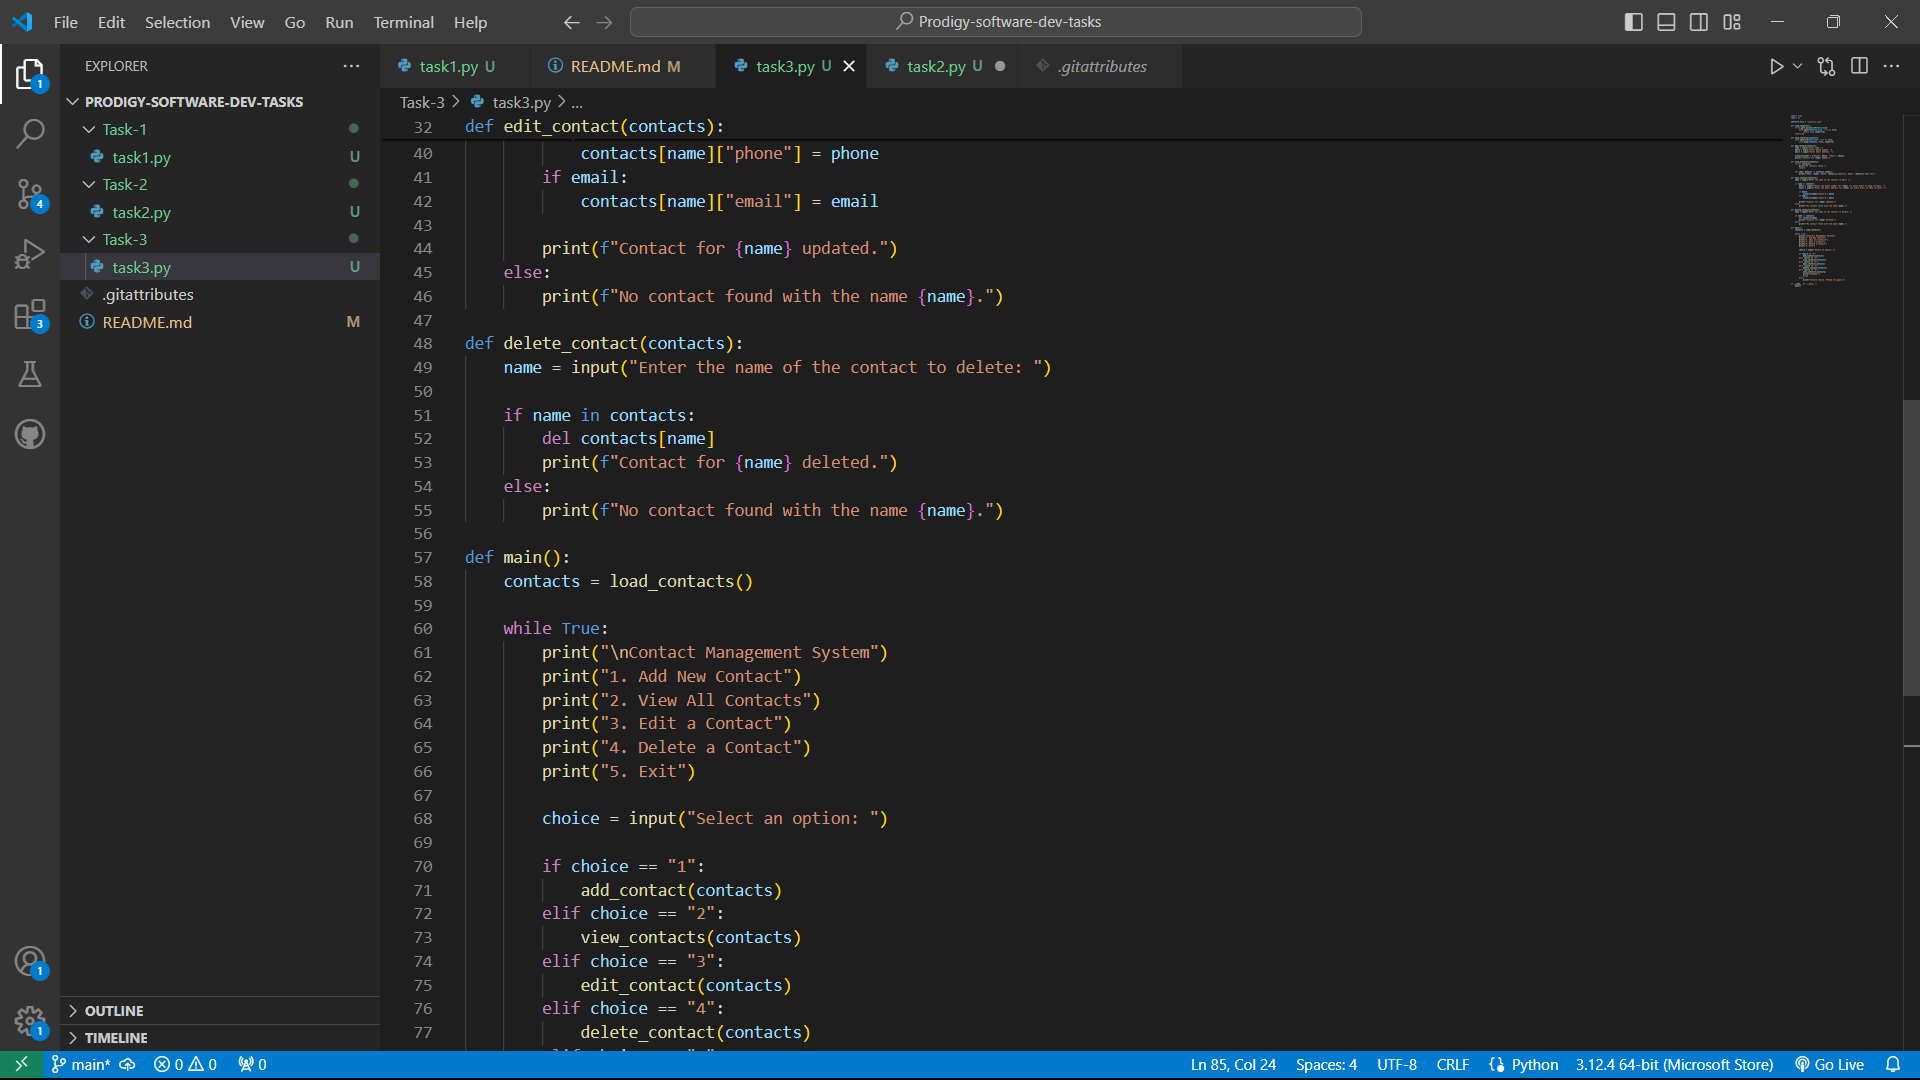 File Edit Selection View Go Run Terminal Help
Prodigy-software-dev-tasks
EXPLORER
PRODIGY-SOFTWARE-DEV-TASKS
Task-1
task1.py U
Task-2
task2.py U
Task-3
task3.py U
.gitattributes
README.md M
OUTLINE
TIMELINE
1
4
3
1
1
task1.py U README.md M task3.py U task2.py U .gitattributes
Task-3 > task3.py > ...
32 def edit_contact(contacts):
40 contacts[name]["phone"] = phone
41 if email:
42 contacts[name]["email"] = email
43
44 print(f"Contact for {name} updated.")
45 else:
46 print(f"No contact found with the name {name}.")
47
48 def delete_contact(contacts):
49 name = input("Enter the name of the contact to delete: ")
50
51 if name in contacts:
52 del contacts[name]
53 print(f"Contact for {name} deleted.")
54 else:
55 print(f"No contact found with the name {name}.")
56
57 def main():
58 contacts = load_contacts()
59
60 while True:
61 print("\nContact Management System")
62 print("1. Add New Contact")
63 print("2. View All Contacts")
64 print("3. Edit a Contact")
65 print("4. Delete a Contact")
66 print("5. Exit")
67
68 choice = input("Select an option: ")
69
70 if choice == "1":
71 add_contact(contacts)
72 elif choice == "2":
73 view_contacts(contacts)
74 elif choice == "3":
75 edit_contact(contacts)
76 elif choice == "4":
77 delete_contact(contacts)
main* 0 0 0 Ln 85, Col 24 Spaces: 4 UTF-8 CRLF Python 3.12.4 64-bit (Microsoft Store) Go Live